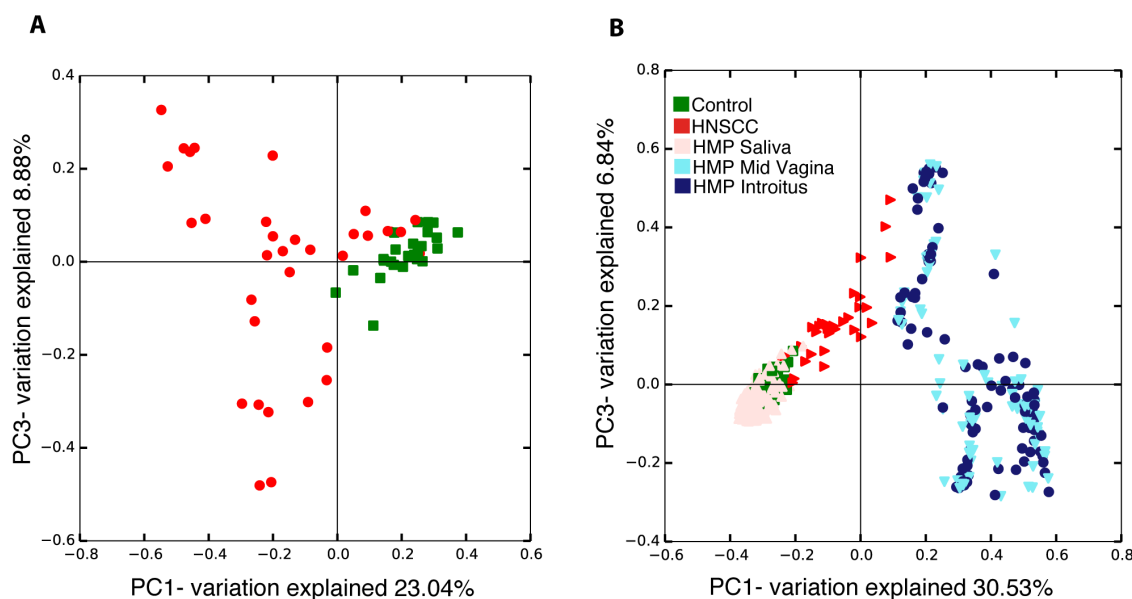 A
PC3- variation explained 8.88%
0.4
0.2
0.0
−0.2
−0.4
−0.6
−0.8 −0.6 −0.4 −0.2 0.0 0.2 0.4 0.6
PC1- variation explained 23.04%
B
PC3- variation explained 6.84%
0.8
0.6
0.4
0.2
0.0
−0.2
−0.4
Control
HNSCC
HMP Saliva
HMP Mid Vagina
HMP Introitus
−0.6 −0.4 −0.2 0.0 0.2 0.4 0.6 0.8
PC1- variation explained 30.53%